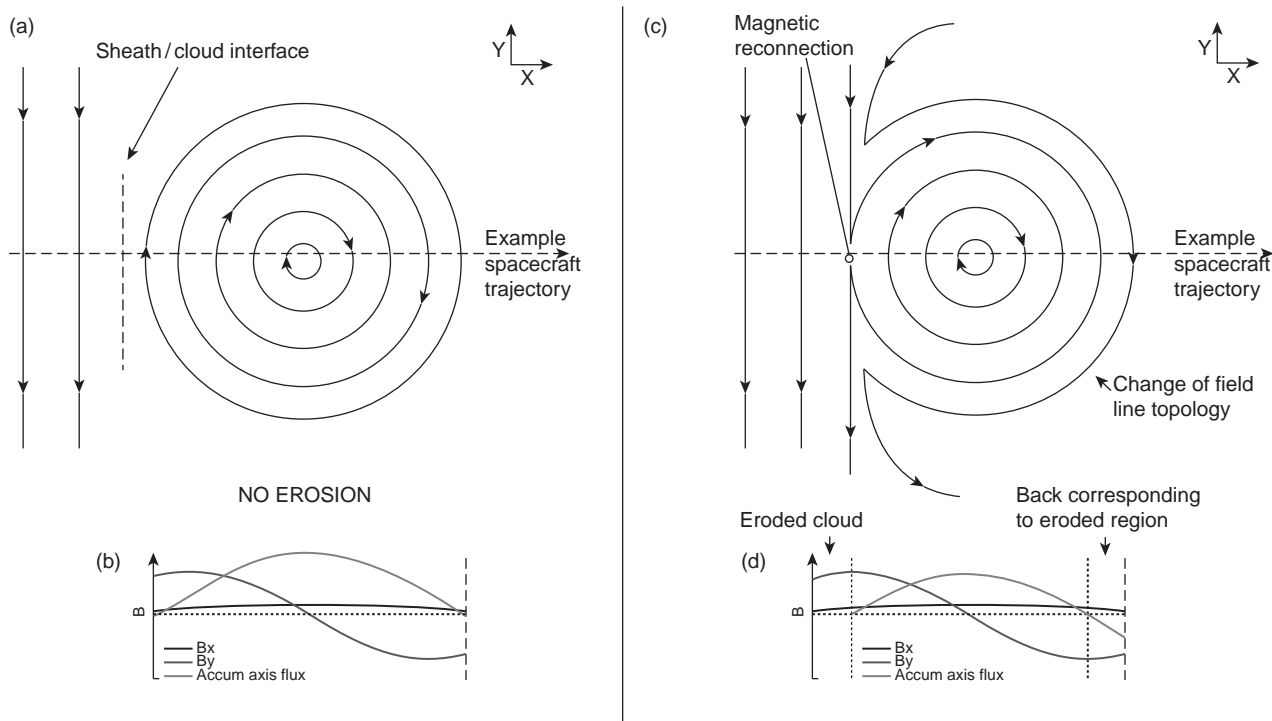 (a)
Sheath/cloud interface
Y
X
Example
spacecraft
trajectory
NO EROSION
(b)
B
Bx
By
Accum axis flux
(c)
Magnetic
reconnection
Y
X
Example
spacecraft
trajectory
Change of field
line topology
Back corresponding
to eroded region
Eroded cloud
(d)
B
Bx
By
Accum axis flux